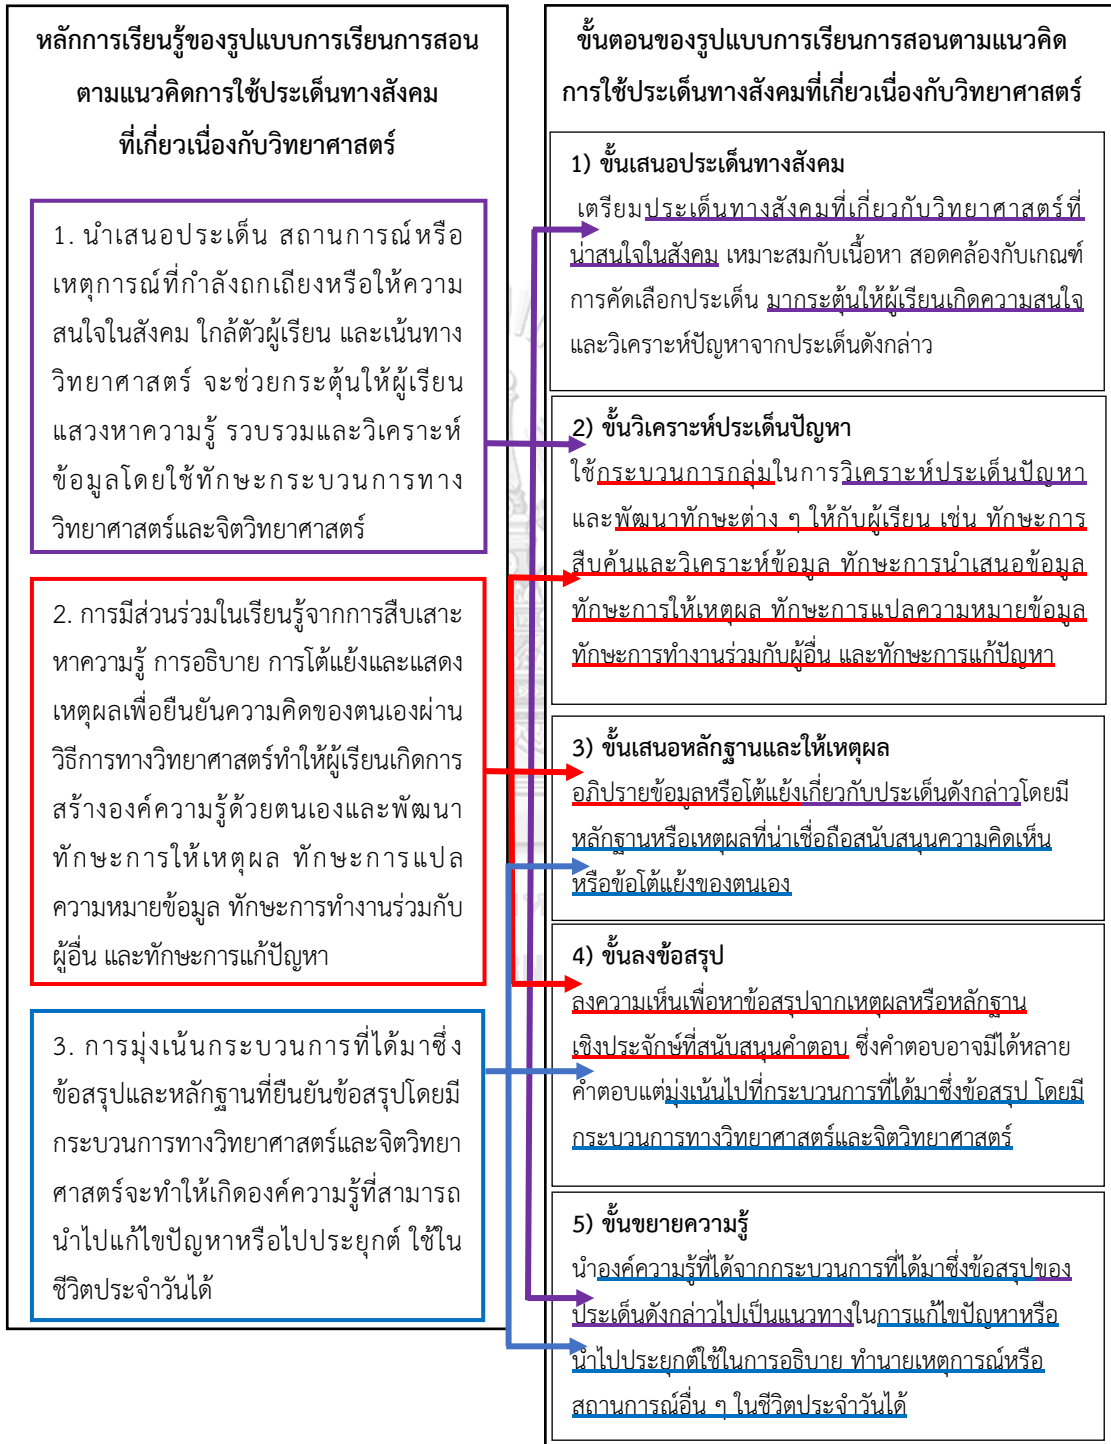 หลักการเรียนรู้ของรูปแบบการเรียนการสอน
ตามแนวคิดการใช้ประเด็นทางสังคม
ที่เกี่ยวเนื่องกับวิทยาศาสตร์
1. นำเสนอประเด็น สถานการณ์หรือ
เหตุการณ์ที่กำลังถกเถียงหรือให้ความ
สนใจในสังคม ใกล้ตัวผู้เรียน และเน้นทาง
วิทยาศาสตร์ จะช่วยกระตุ้นให้ผู้เรียน
แสวงหาความรู้ รวบรวมและวิเคราะห์
ข้อมูลโดยใช้ทักษะกระบวนการทาง
วิทยาศาสตร์และจิตวิทยาศาสตร์
2. การมีส่วนร่วมในเรียนรู้จากการสืบเสาะ
หาความรู้ การอธิบาย การโต้แย้งและแสดง
เหตุผลเพื่อยืนยันความคิดของตนเองผ่าน
วิธีการทางวิทยาศาสตร์ทำให้ผู้เรียนเกิดการ
สร้างองค์ความรู้ด้วยตนเองและพัฒนา
ทักษะการให้เหตุผล ทักษะการแปล
ความหมายข้อมูล ทักษะการทำงานร่วมกับ
ผู้อื่น และทักษะการแก้ปัญหา
3. การมุ่งเน้นกระบวนการที่ได้มาซึ่ง
ข้อสรุปและหลักฐานที่ยืนยันข้อสรุปโดยมี
กระบวนการทางวิทยาศาสตร์และจิตวิทยา
ศาสตร์จะทำให้เกิดองค์ความรู้ที่สามารถ
นำไปแก้ไขปัญหาหรือไปประยุกต์ ใช้ใน
ชีวิตประจำวันได้
ขั้นตอนของรูปแบบการเรียนการสอนตามแนวคิด
การใช้ประเด็นทางสังคมที่เกี่ยวเนื่องกับวิทยาศาสตร์
1) ขั้นเสนอประเด็นทางสังคม
เตรียมประเด็นทางสังคมที่เกี่ยวกับวิทยาศาสตร์ที่
น่าสนใจในสังคม เหมาะสมกับเนื้อหา สอดคล้องกับเกณฑ์
การคัดเลือกประเด็น มากระตุ้นให้ผู้เรียนเกิดความสนใจ
และวิเคราะห์ปัญหาจากประเด็นดังกล่าว
2) ขั้นวิเคราะห์ประเด็นปัญหา
ใช้กระบวนการกลุ่มในการวิเคราะห์ประเด็นปัญหา
และพัฒนาทักษะต่าง ๆ ให้กับผู้เรียน เช่น ทักษะการ
สืบค้นและวิเคราะห์ข้อมูล ทักษะการนำเสนอข้อมูล
ทักษะการให้เหตุผล ทักษะการแปลความหมายข้อมูล
ทักษะการทำงานร่วมกับผู้อื่น และทักษะการแก้ปัญหา
3) ขั้นเสนอหลักฐานและให้เหตุผล
อภิปรายข้อมูลหรือโต้แย้งเกี่ยวกับประเด็นดังกล่าวโดยมี
หลักฐานหรือเหตุผลที่น่าเชื่อถือสนับสนุนความคิดเห็น
หรือข้อโต้แย้งของตนเอง
4) ขั้นลงข้อสรุป
ลงความเห็นเพื่อหาข้อสรุปจากเหตุผลหรือหลักฐาน
เชิงประจักษ์ที่สนับสนุนคำตอบ ซึ่งคำตอบอาจมีได้หลาย
คำตอบแต่มุ่งเน้นไปที่กระบวนการที่ได้มาซึ่งข้อสรุป โดยมี
กระบวนการทางวิทยาศาสตร์และจิตวิทยาศาสตร์
5) ขั้นขยายความรู้
นำองค์ความรู้ที่ได้จากกระบวนการที่ได้มาซึ่งข้อสรุปของ
ประเด็นดังกล่าวไปเป็นแนวทางในการแก้ไขปัญหาหรือ
นำไปประยุกต์ใช้ในการอธิบาย ทำนายเหตุการณ์หรือ
สถานการณ์อื่น ๆ ในชีวิตประจำวันได้